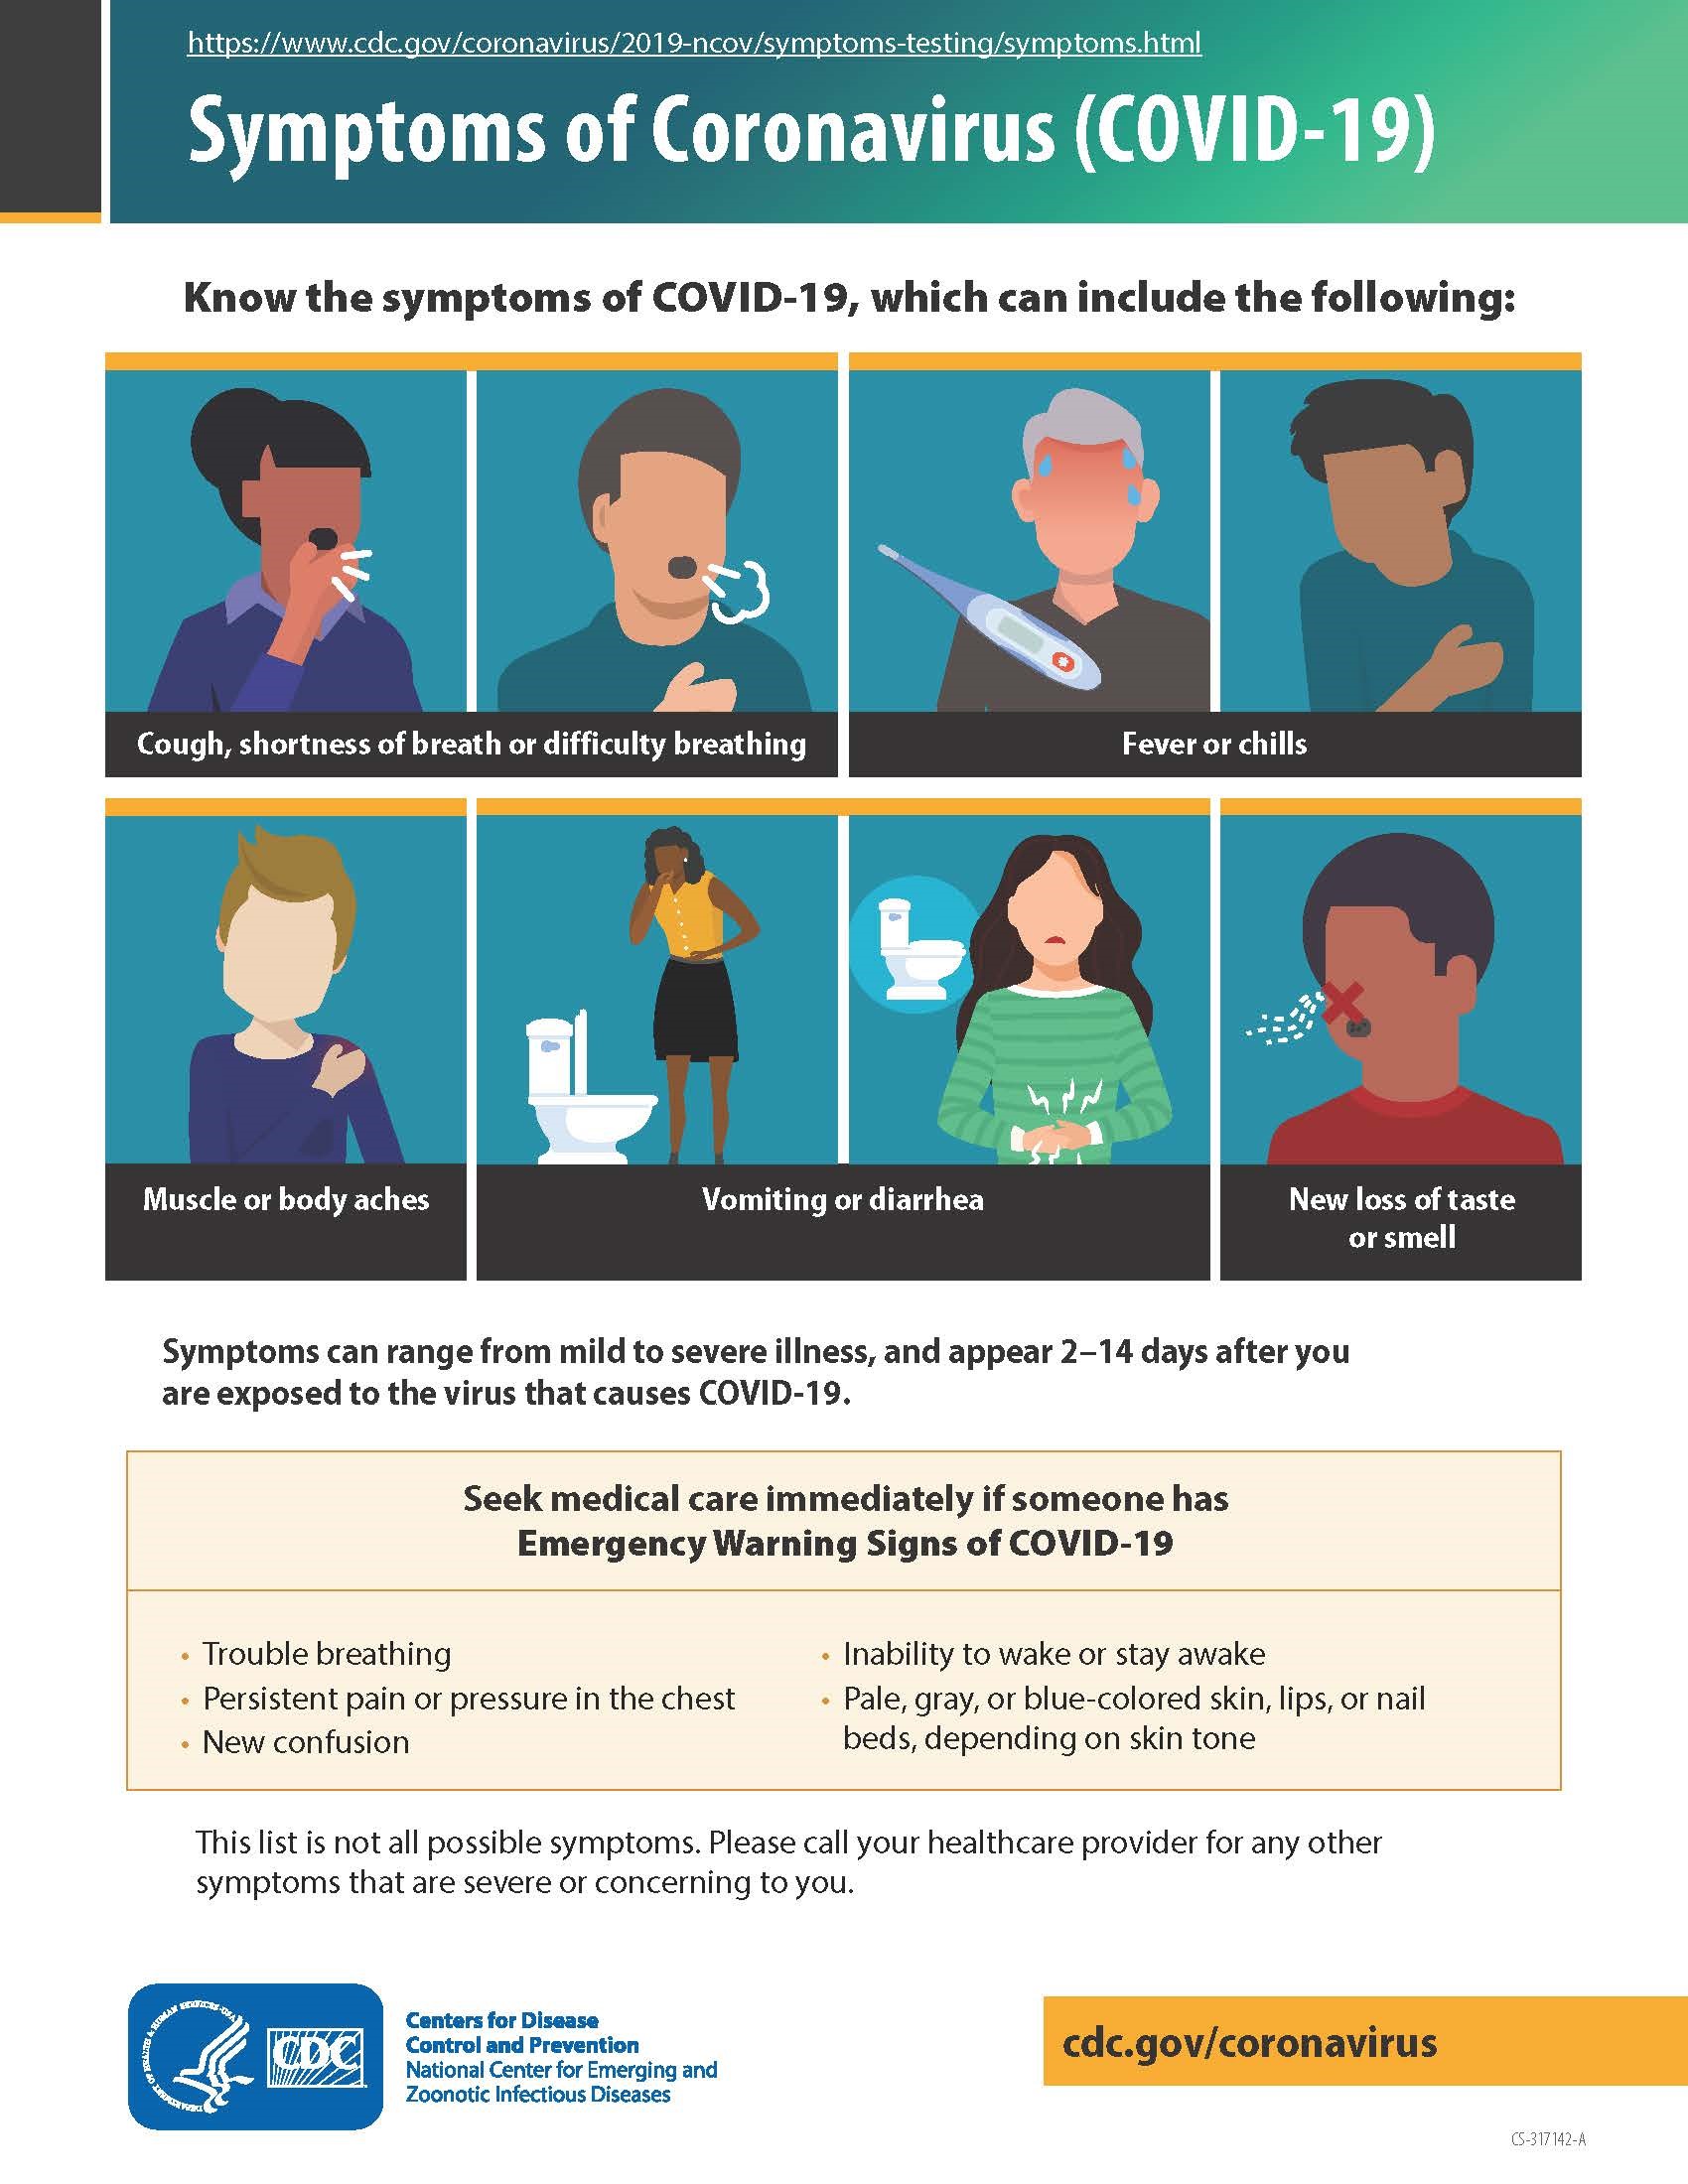 https://www.cdc.gov/coronavirus/2019-ncov/symptoms-testing/symptoms.html
Symptoms of Coronavirus (COVID-19)
Know the symptoms of COVID-19, which can include the following:
Cough, shortness of breath or difficulty breathing
Fever or chills
Muscle or body aches
Vomiting or diarrhea
New loss of taste
or smell
Symptoms can range from mild to severe illness, and appear 2–14 days after you
are exposed to the virus that causes COVID-19.
Seek medical care immediately if someone has
Emergency Warning Signs of COVID-19
• Trouble breathing
• Persistent pain or pressure in the chest
• New confusion
• Inability to wake or stay awake
• Pale, gray, or blue-colored skin, lips, or nail
beds, depending on skin tone
This list is not all possible symptoms. Please call your healthcare provider for any other
symptoms that are severe or concerning to you.
DEPARTMENT OF HEALTH & HUMAN SERVICES•USA
CDC
Centers for Disease
Control and Prevention
National Center for Emerging and
Zoonotic Infectious Diseases
cdc.gov/coronavirus
CS-317142-A